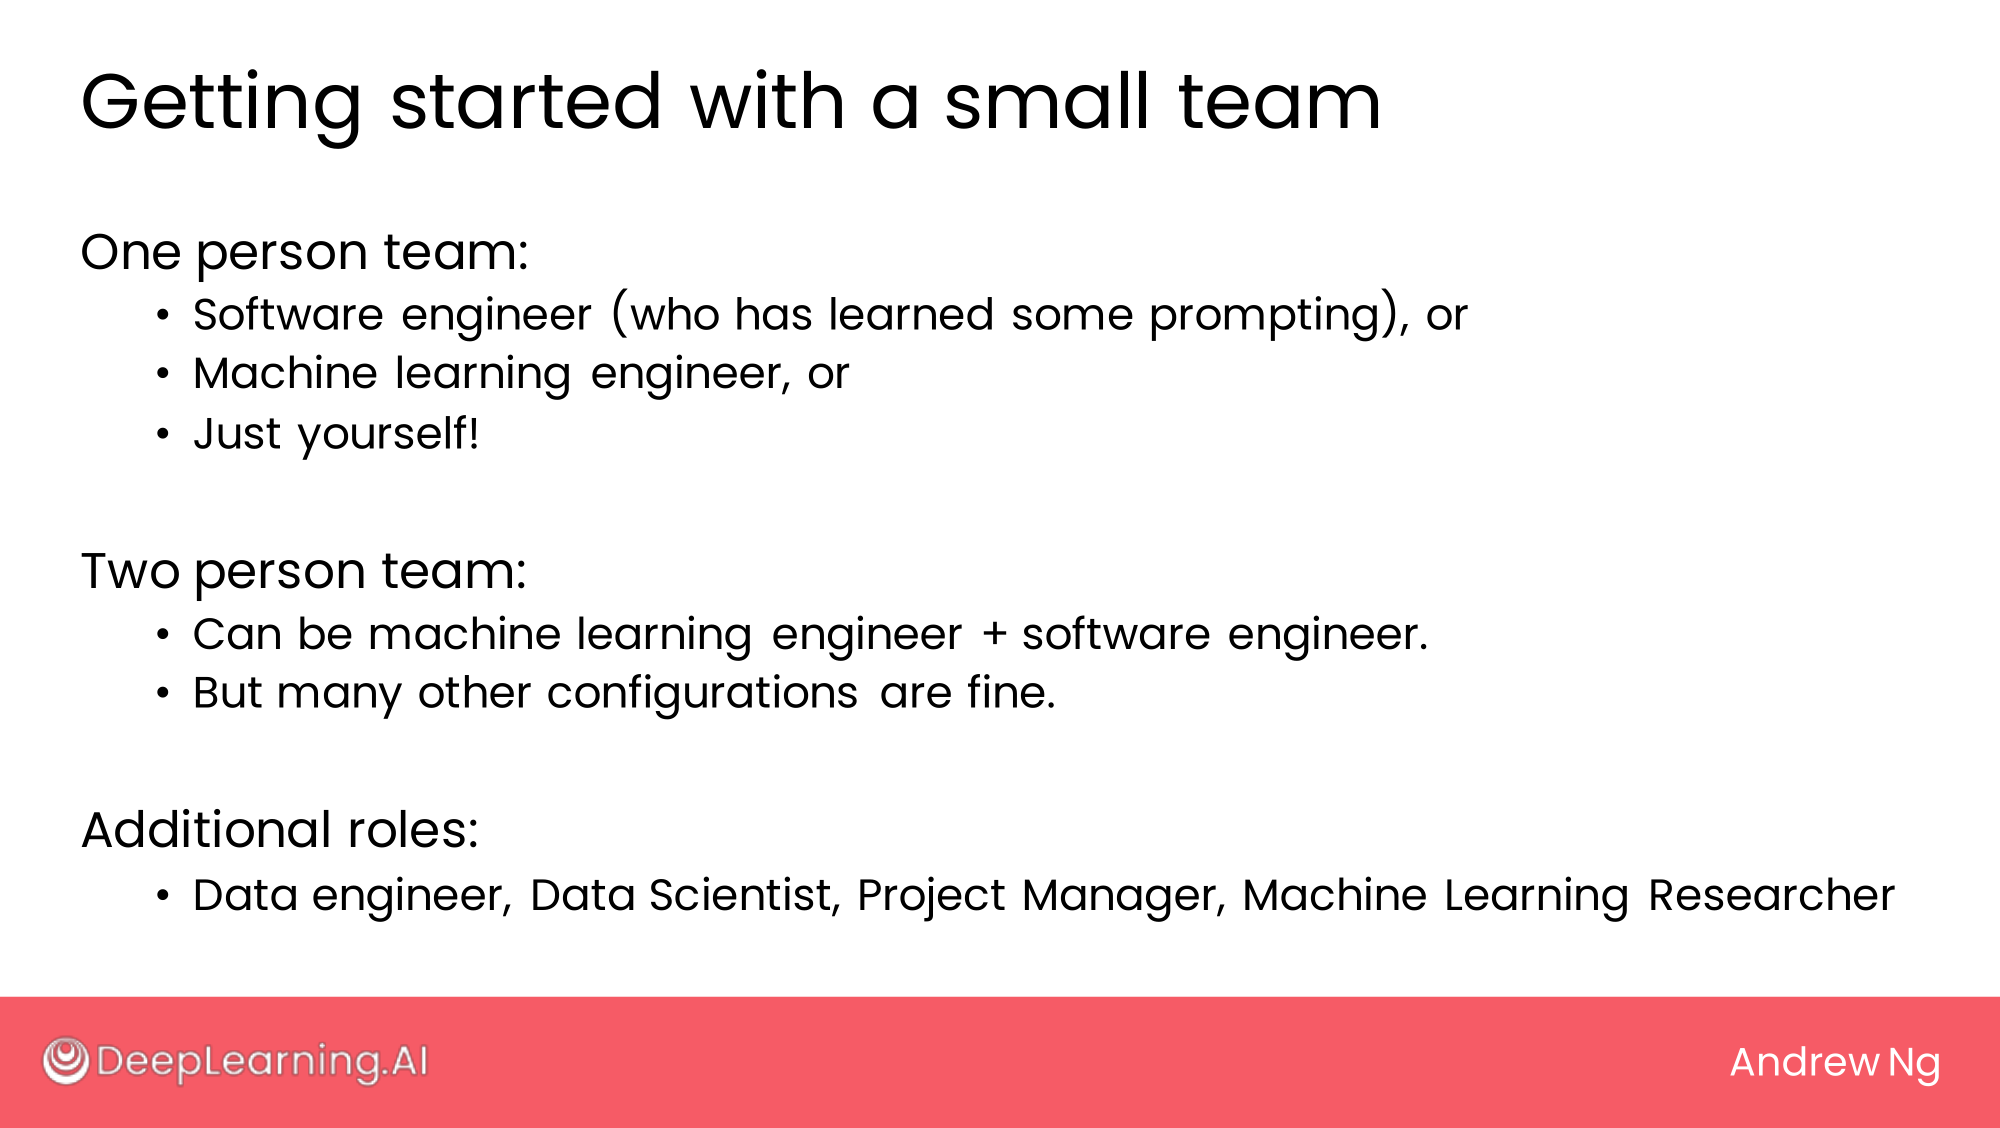 Getting started with a small team
One person team:
• Software engineer (who has learned some prompting), or
• Machine learning engineer, or
• Just yourself!
Two person team:
• Can be machine learning engineer + software engineer.
• But many other configurations are fine.
Additional roles:
• Data engineer, Data Scientist, Project Manager, Machine Learning Researcher
DeepLearning.AI
Andrew Ng